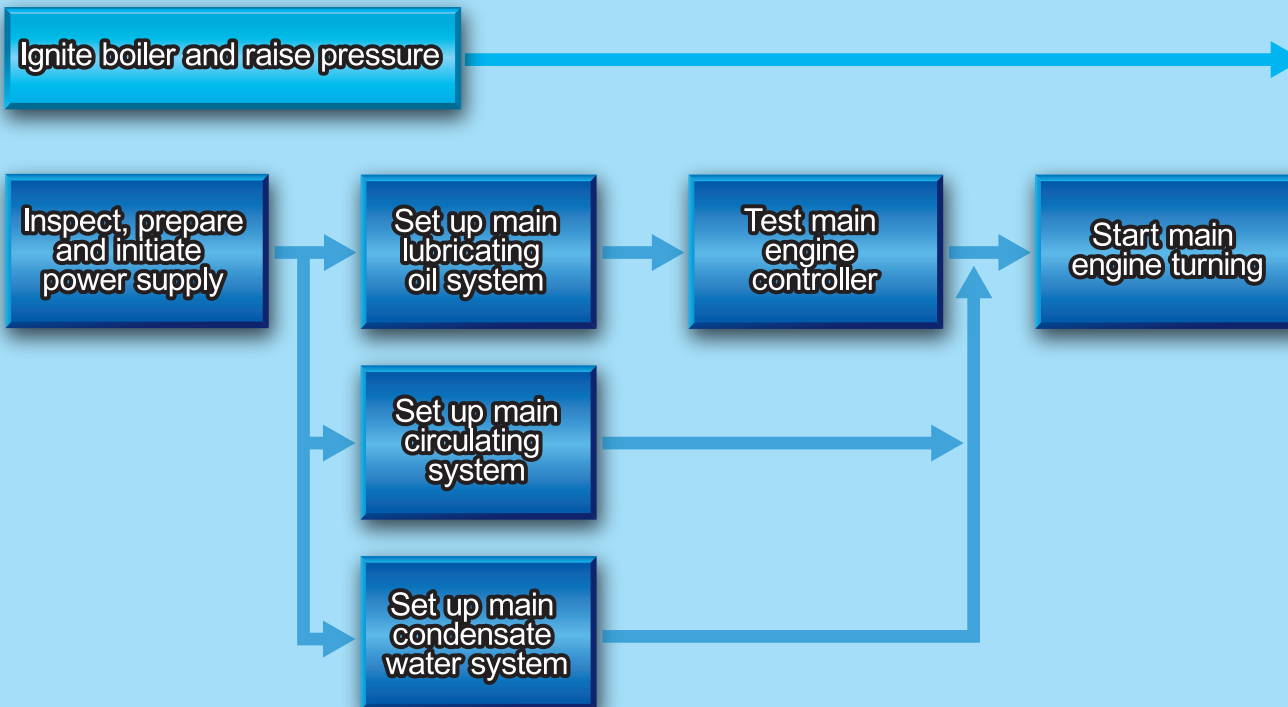 Ignite boiler and raise pressure
Inspect, prepare
and initiate
power supply
Set up main
lubricating
oil system
Test main
engine
controller
Start main
engine turning
Set up main
circulating
system
Set up main
condensate
water system